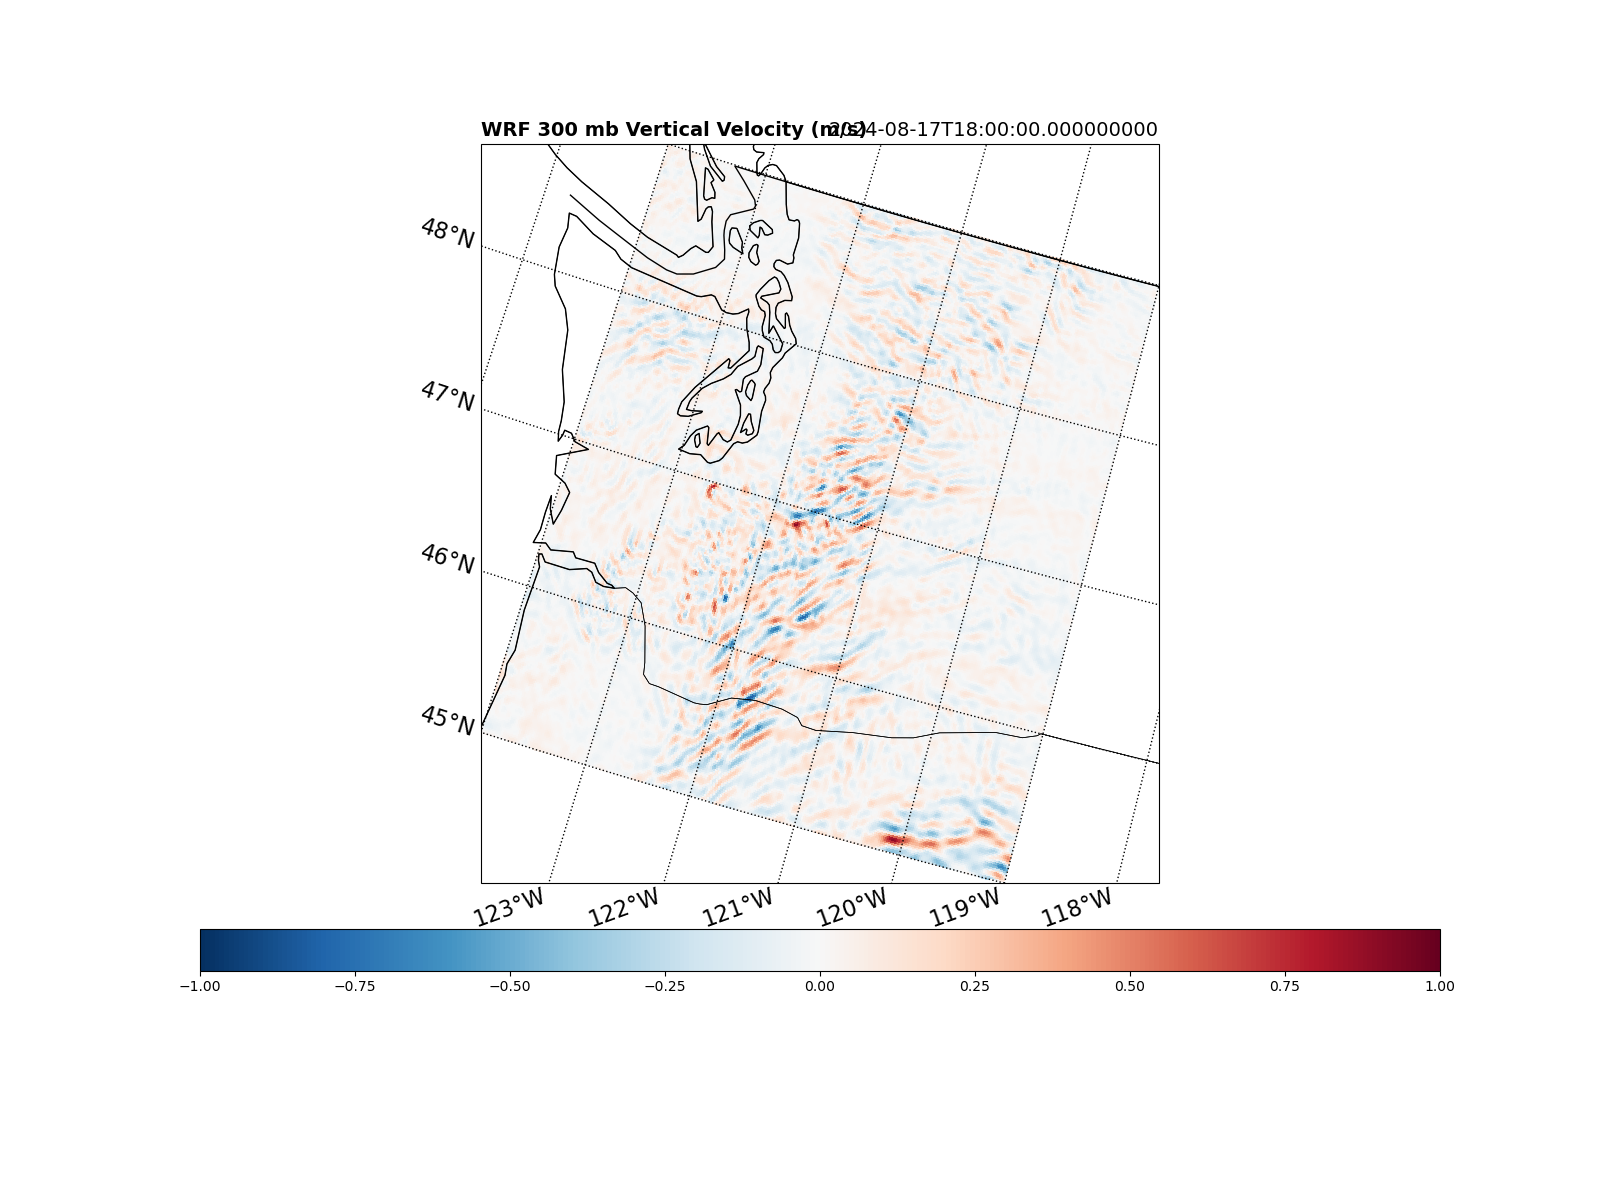 WRF 300 mb Vertical Velocity (m/s) 2024-08-17T18:00:00.000000000
48°N
47°N
46°N
45°N
123°W 122°W 121°W 120°W 119°W 118°W
−1.00 −0.75 −0.50 −0.25 0.00 0.25 0.50 0.75 1.00